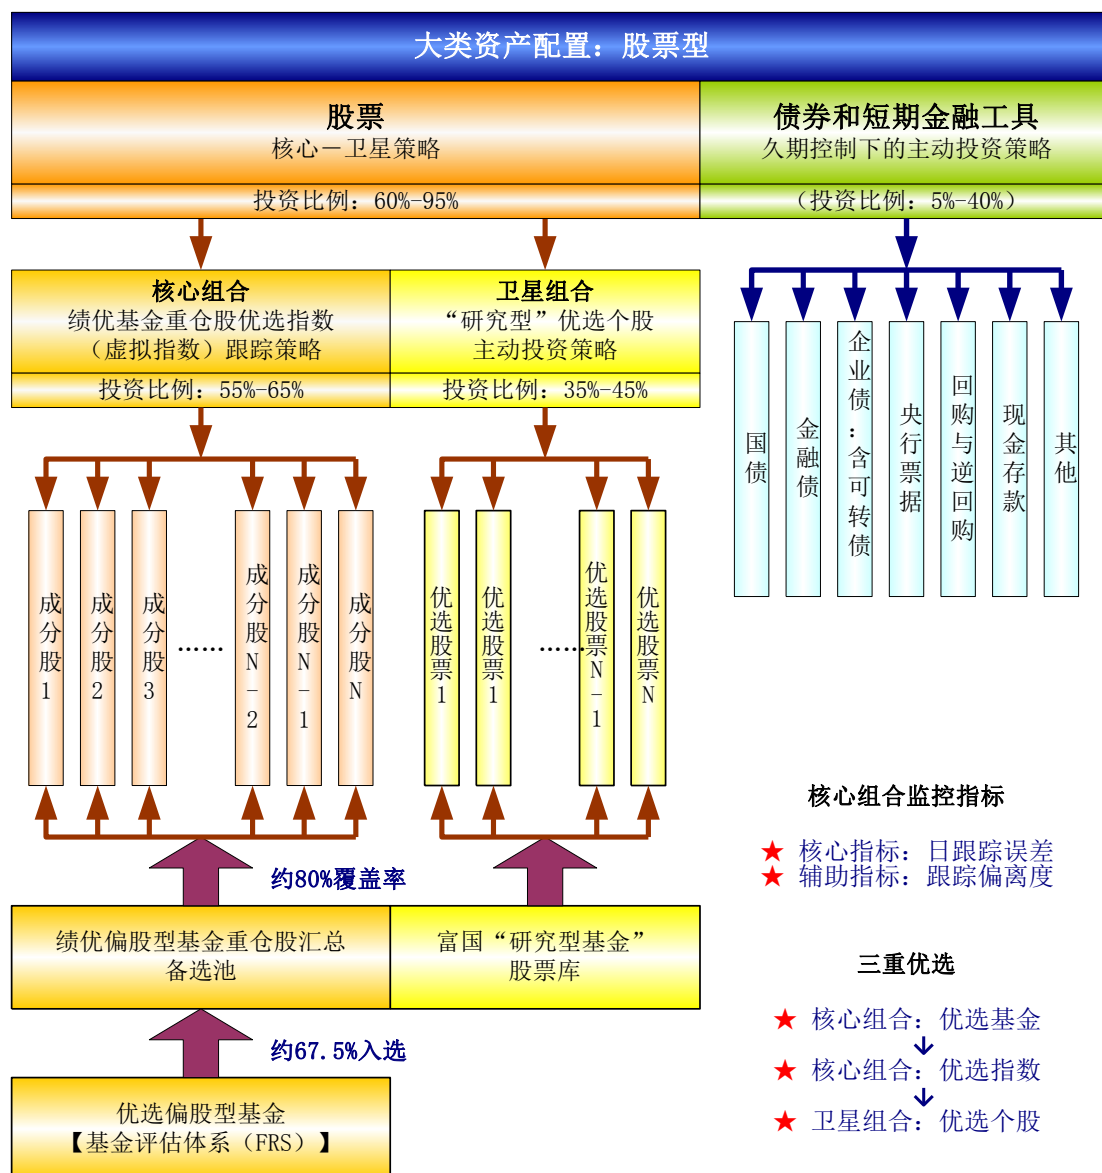 大类资产配置：股票型
股票
核心－卫星策略
投资比例：60%-95%
债券和短期金融工具
久期控制下的主动投资策略
（投资比例：5%-40%）
核心组合
绩优基金重仓股优选指数
（虚拟指数）跟踪策略
投资比例：55%-65%
卫星组合
“研究型”优选个股
主动投资策略
投资比例：35%-45%
国债
金融债
企业债：含可转债
央行票据
回购与逆回购
现金存款
其他
成分股1
成分股2
成分股3
……
成分股N-2
成分股N-1
成分股N
优选股票1
优选股票1
……
优选股票N-1
优选股票N
约80%覆盖率
绩优偏股型基金重仓股汇总
备选池
富国“研究型基金”
股票库
约67.5%入选
优选偏股型基金
【基金评估体系（FRS）】
核心组合监控指标
★ 核心指标：日跟踪误差
★ 辅助指标：跟踪偏离度
三重优选
★ 核心组合：优选基金
★ 核心组合：优选指数
★ 卫星组合：优选个股